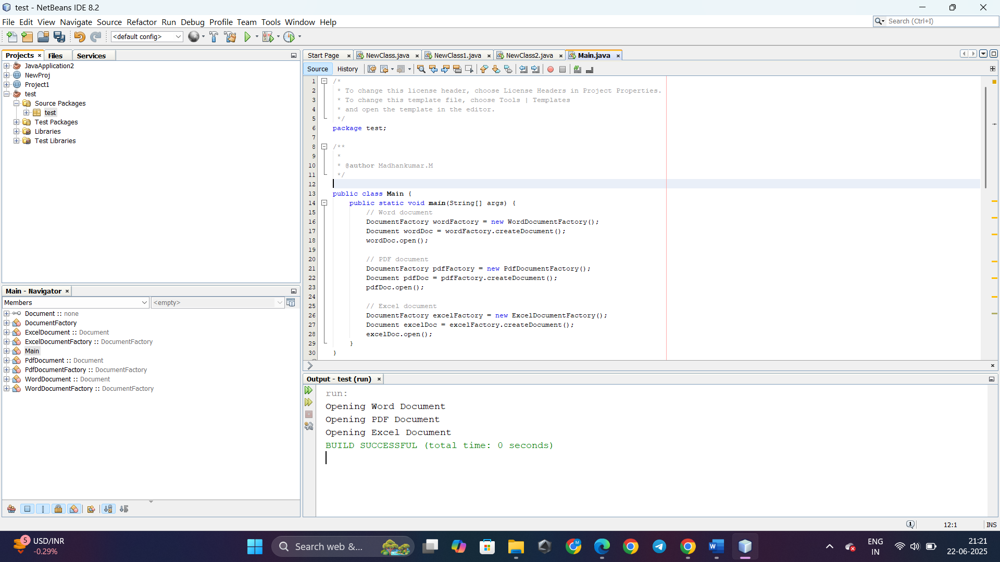 test - NetBeans IDE 8.2
File Edit View Navigate Source Refactor Run Debug Profile Team Tools Window Help
Search (Ctrl+I)
<default config>
Projects Files Services
JavaApplication2
NewProj
Project1
test
Source Packages
test
Test Packages
Libraries
Test Libraries
Main - Navigator
Members
<empty>
Document :: none
DocumentFactory
ExcelDocument :: Document
ExcelDocumentFactory :: DocumentFactory
Main
PdfDocument :: Document
PdfDocumentFactory :: DocumentFactory
WordDocument :: Document
WordDocumentFactory :: DocumentFactory
Start Page NewClass.java NewClass1.java NewClass2.java Main.java
Source History
1 /*
2 * To change this license header, choose License Headers in Project Properties.
3 * To change this template file, choose Tools | Templates
4 * and open the template in the editor.
5 */
6 package test;
7
8 /**
9 *
10 * @author Madhankumar.M
11 */
12
13 public class Main {
14 public static void main(String[] args) {
15 // Word document
16 DocumentFactory wordFactory = new WordDocumentFactory();
17 Document wordDoc = wordFactory.createDocument();
18 wordDoc.open();
19
20 // PDF document
21 DocumentFactory pdfFactory = new PdfDocumentFactory();
22 Document pdfDoc = pdfFactory.createDocument();
23 pdfDoc.open();
24
25 // Excel document
26 DocumentFactory excelFactory = new ExcelDocumentFactory();
27 Document excelDoc = excelFactory.createDocument();
28 excelDoc.open();
29 }
30 }
Output - test (run)
run:
Opening Word Document
Opening PDF Document
Opening Excel Document
BUILD SUCCESSFUL (total time: 0 seconds)
1
12:1
INS
5
USD/INR
-0.29%
Search web &...
ENG
IN
21:21
22-06-2025